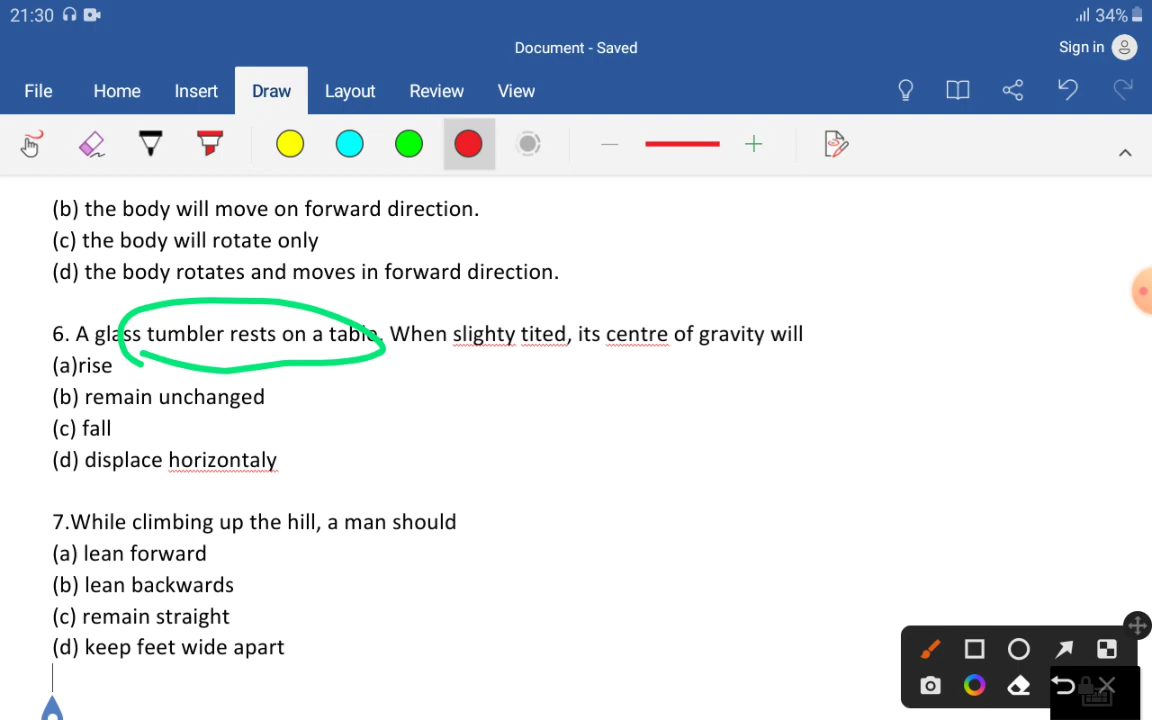 21:30
34%
Document - Saved
Sign in
File Home Insert Draw Layout Review View
(b) the body will move on forward direction.
(c) the body will rotate only
(d) the body rotates and moves in forward direction.
6. A glass tumbler rests on a table. When slighty tited, its centre of gravity will
(a)rise
(b) remain unchanged
(c) fall
(d) displace horizontaly
7.While climbing up the hill, a man should
(a) lean forward
(b) lean backwards
(c) remain straight
(d) keep feet wide apart